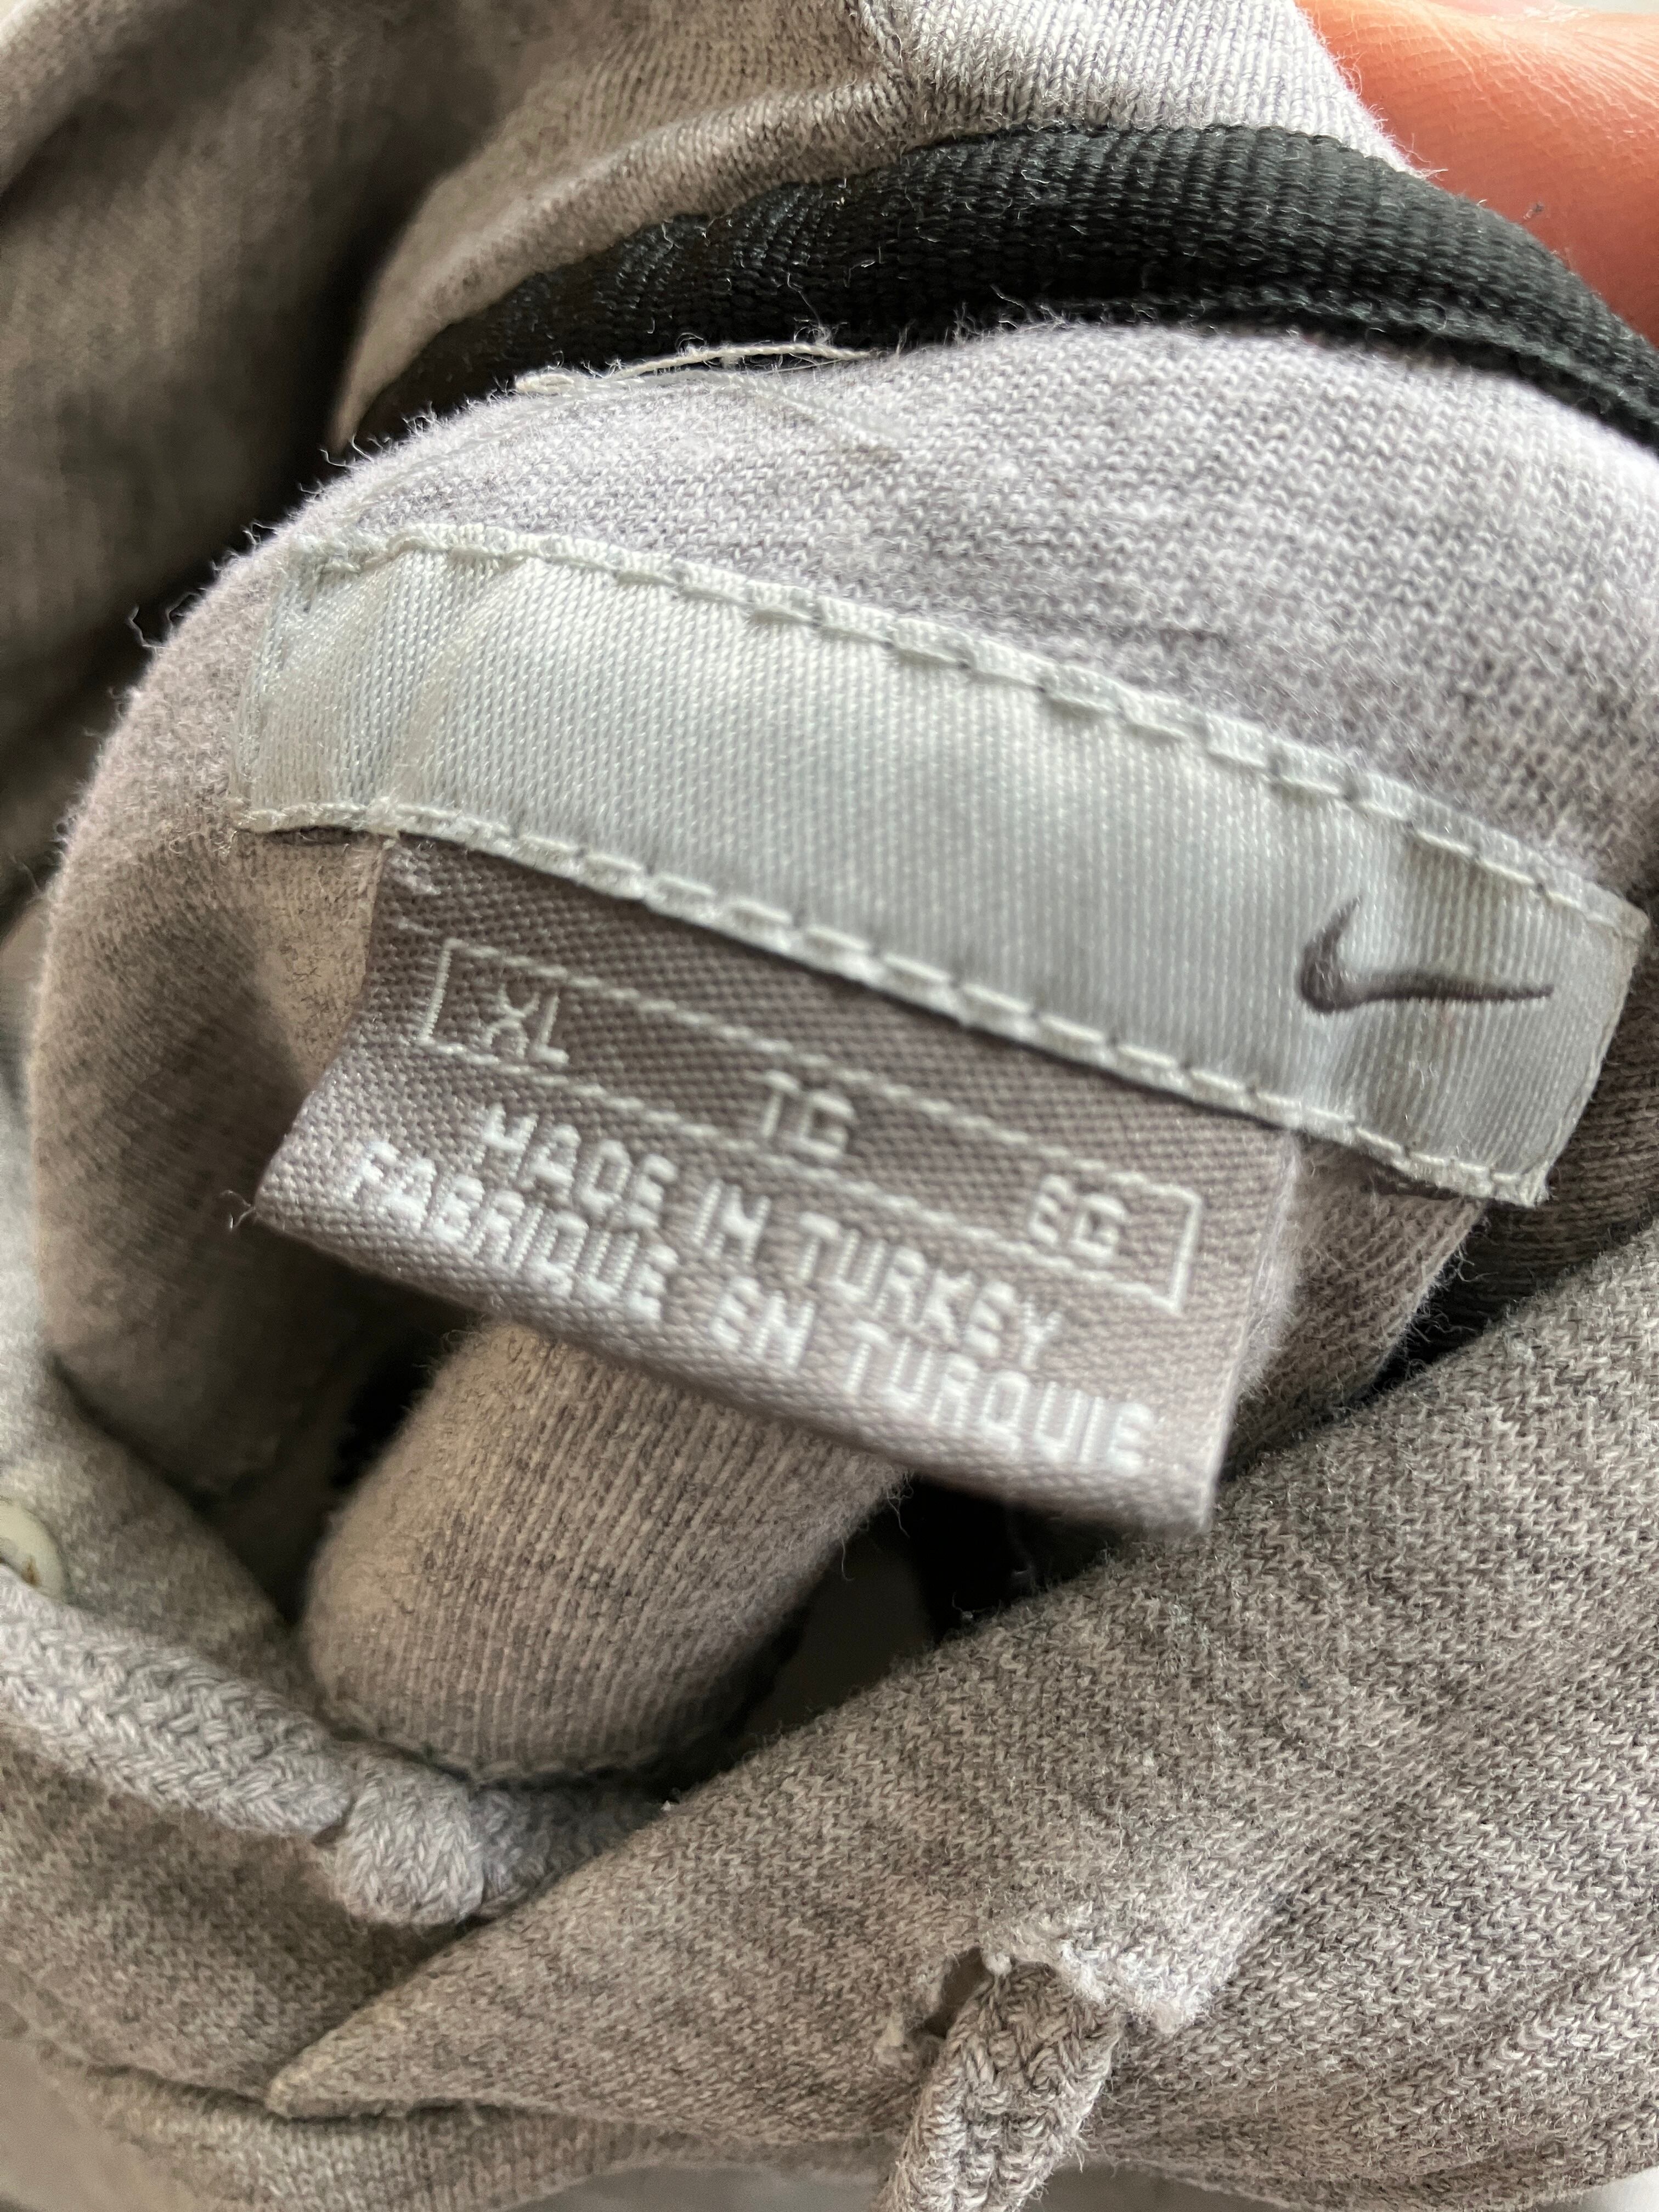 XL TG EG
MADE IN TURKEY
FABRIQUE EN TURQUIE